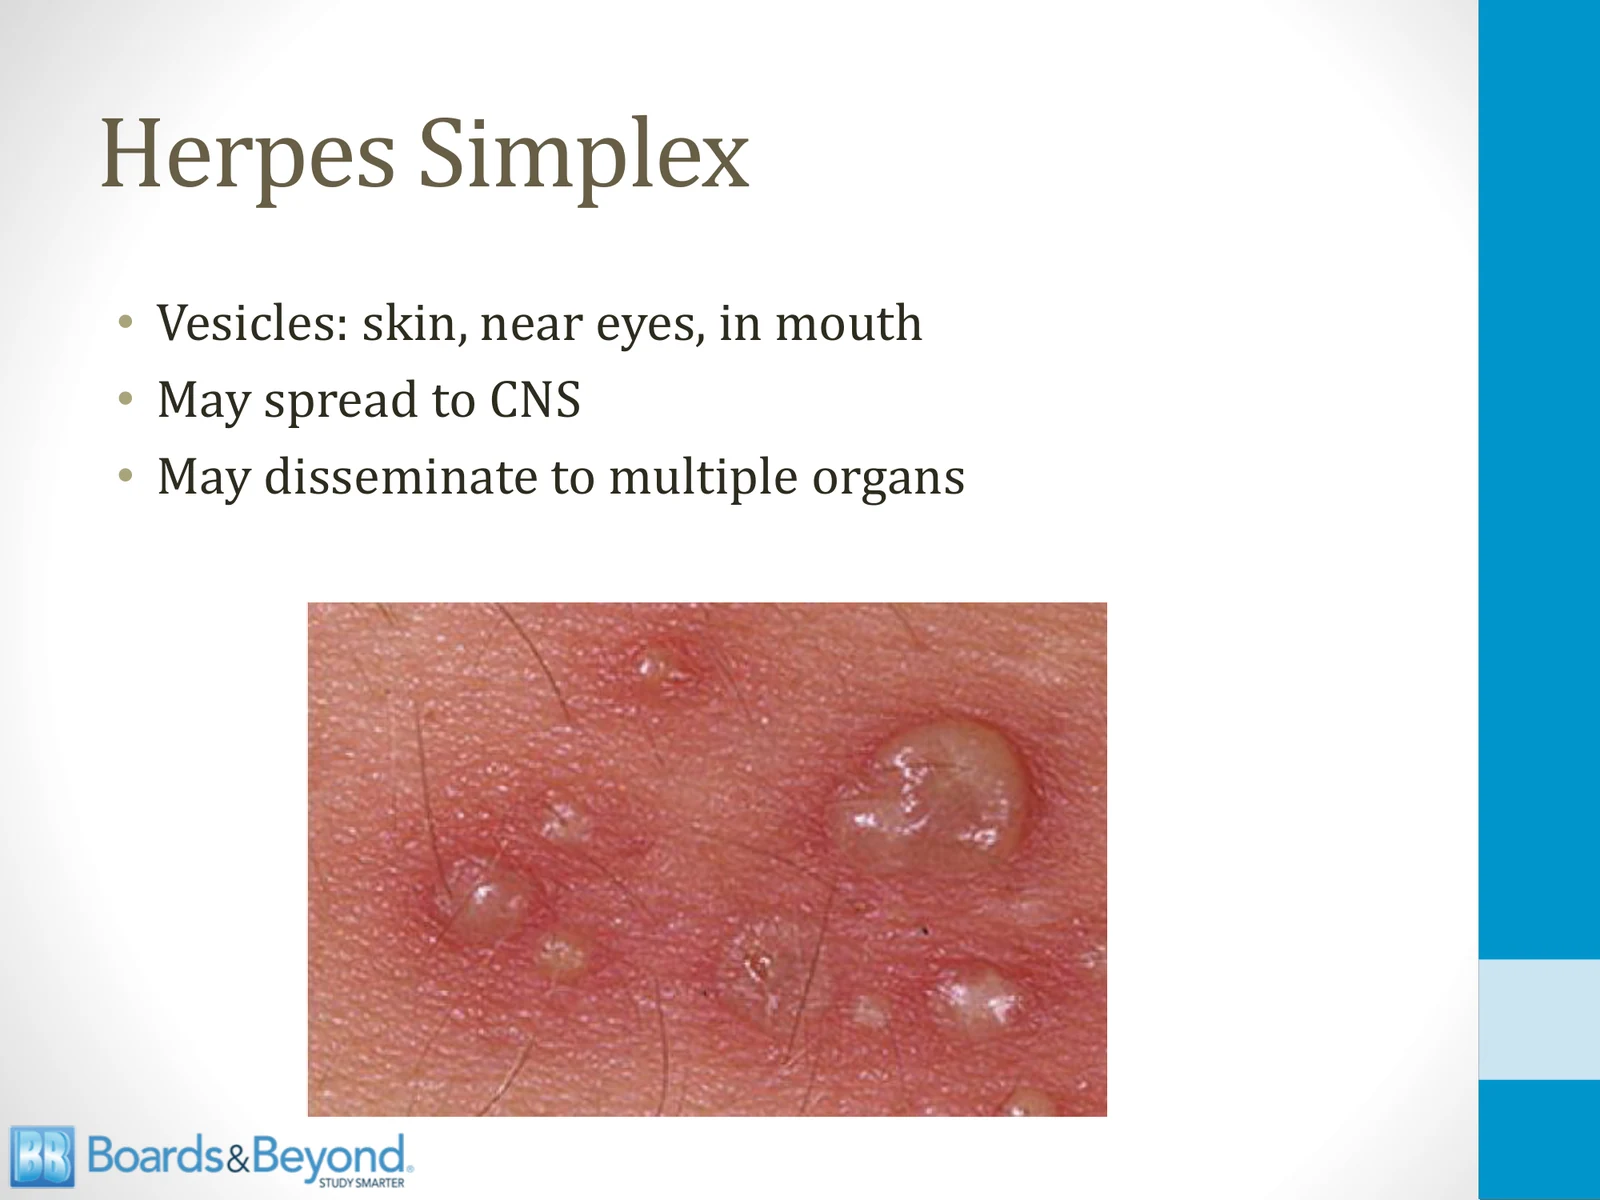 Herpes Simplex
• Vesicles: skin, near eyes, in mouth
• May spread to CNS
• May disseminate to multiple organs
BB Boards&Beyond®
STUDY SMARTER